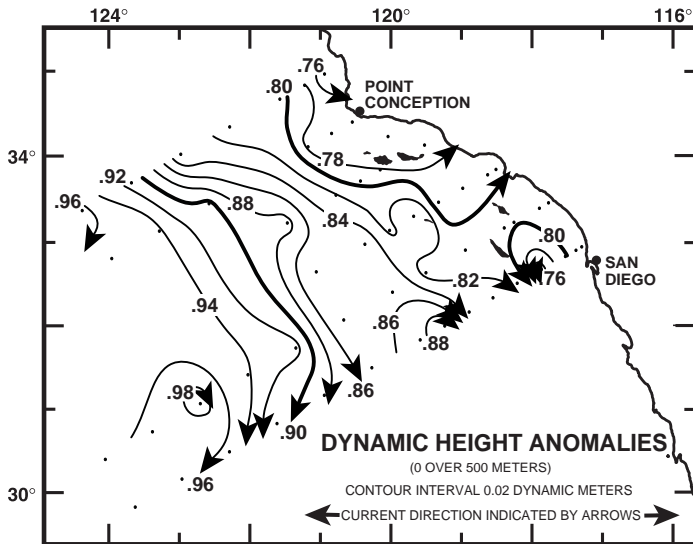 124° 120° 116°
.76
.80
POINT
CONCEPTION
34°
.78
.92
.96
.88
.84
.80
SAN
DIEGO
.82
.76
.94
.86
.88
.98
.86
.90
DYNAMIC HEIGHT ANOMALIES
(0 OVER 500 METERS)
.96
30°
CONTOUR INTERVAL 0.02 DYNAMIC METERS
CURRENT DIRECTION INDICATED BY ARROWS